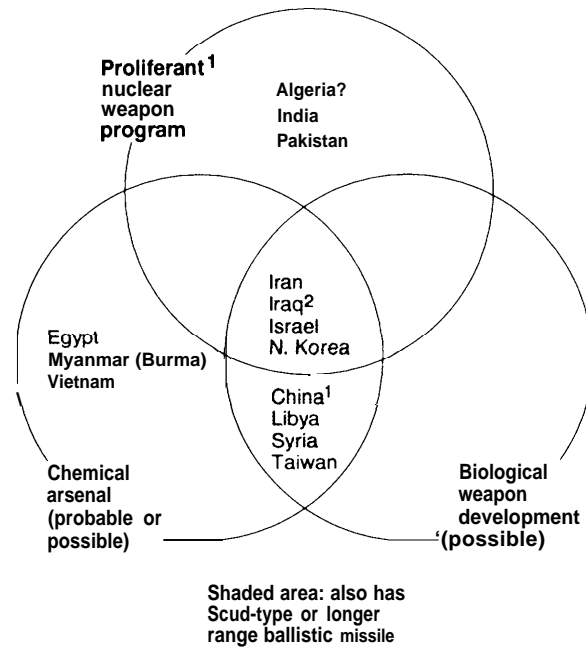 Proliferant¹
nuclear
weapon
program
Algeria?
India
Pakistan
Iran
Iraq²
Israel
N. Korea
Egypt
Myanmar (Burma)
Vietnam
China¹
Libya
Syria
Taiwan
Chemical
arsenal
(probable or
possible)
Biological
weapon
development
'(possible)
Shaded area: also has
Scud-type or longer
range ballistic missile